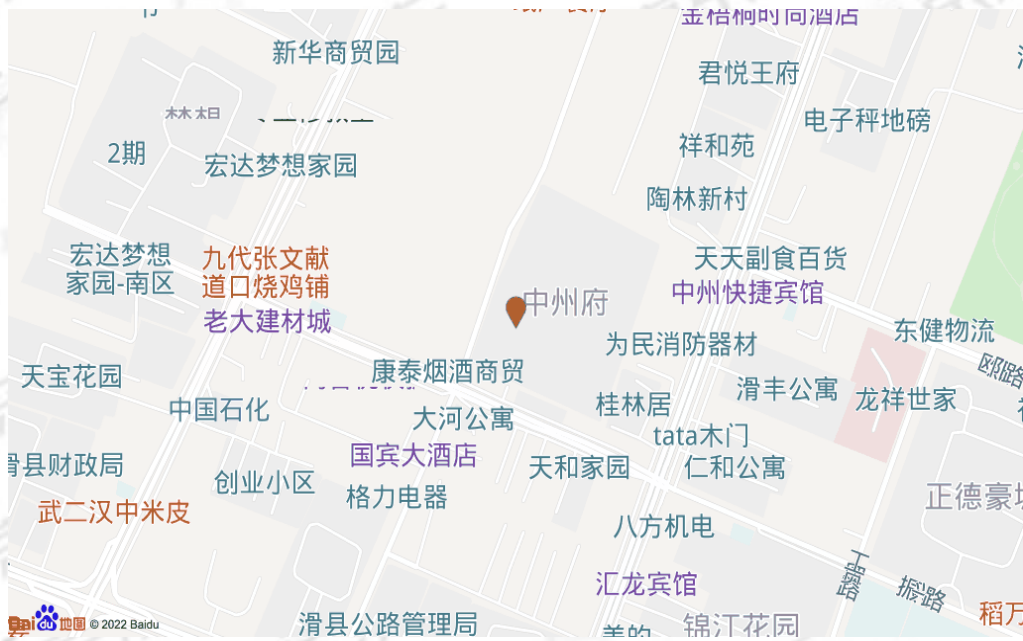 金梧桐时尚酒店
新华商贸园
君悦王府
电子秤地磅
梦想
2期
宏达梦想家园
祥和苑
陶林新村
宏达梦想
家园-南区
九代张文献
道口烧鸡铺
老大建材城
天天副食百货
中州快捷宾馆
中州府
为民消防器材
东健物流
天宝花园
康泰烟酒商贸
滑丰公寓
龙祥世家
中国石化
大河公寓
桂林居
tata木门
滑县财政局
创业小区
国宾大酒店
格力电器
天和家园
仁和公寓
武二汉中米皮
八方机电
工路
振路
汇龙宾馆
Bai 地图 © 2022 Baidu
滑县公路管理局
美的
锦江花园